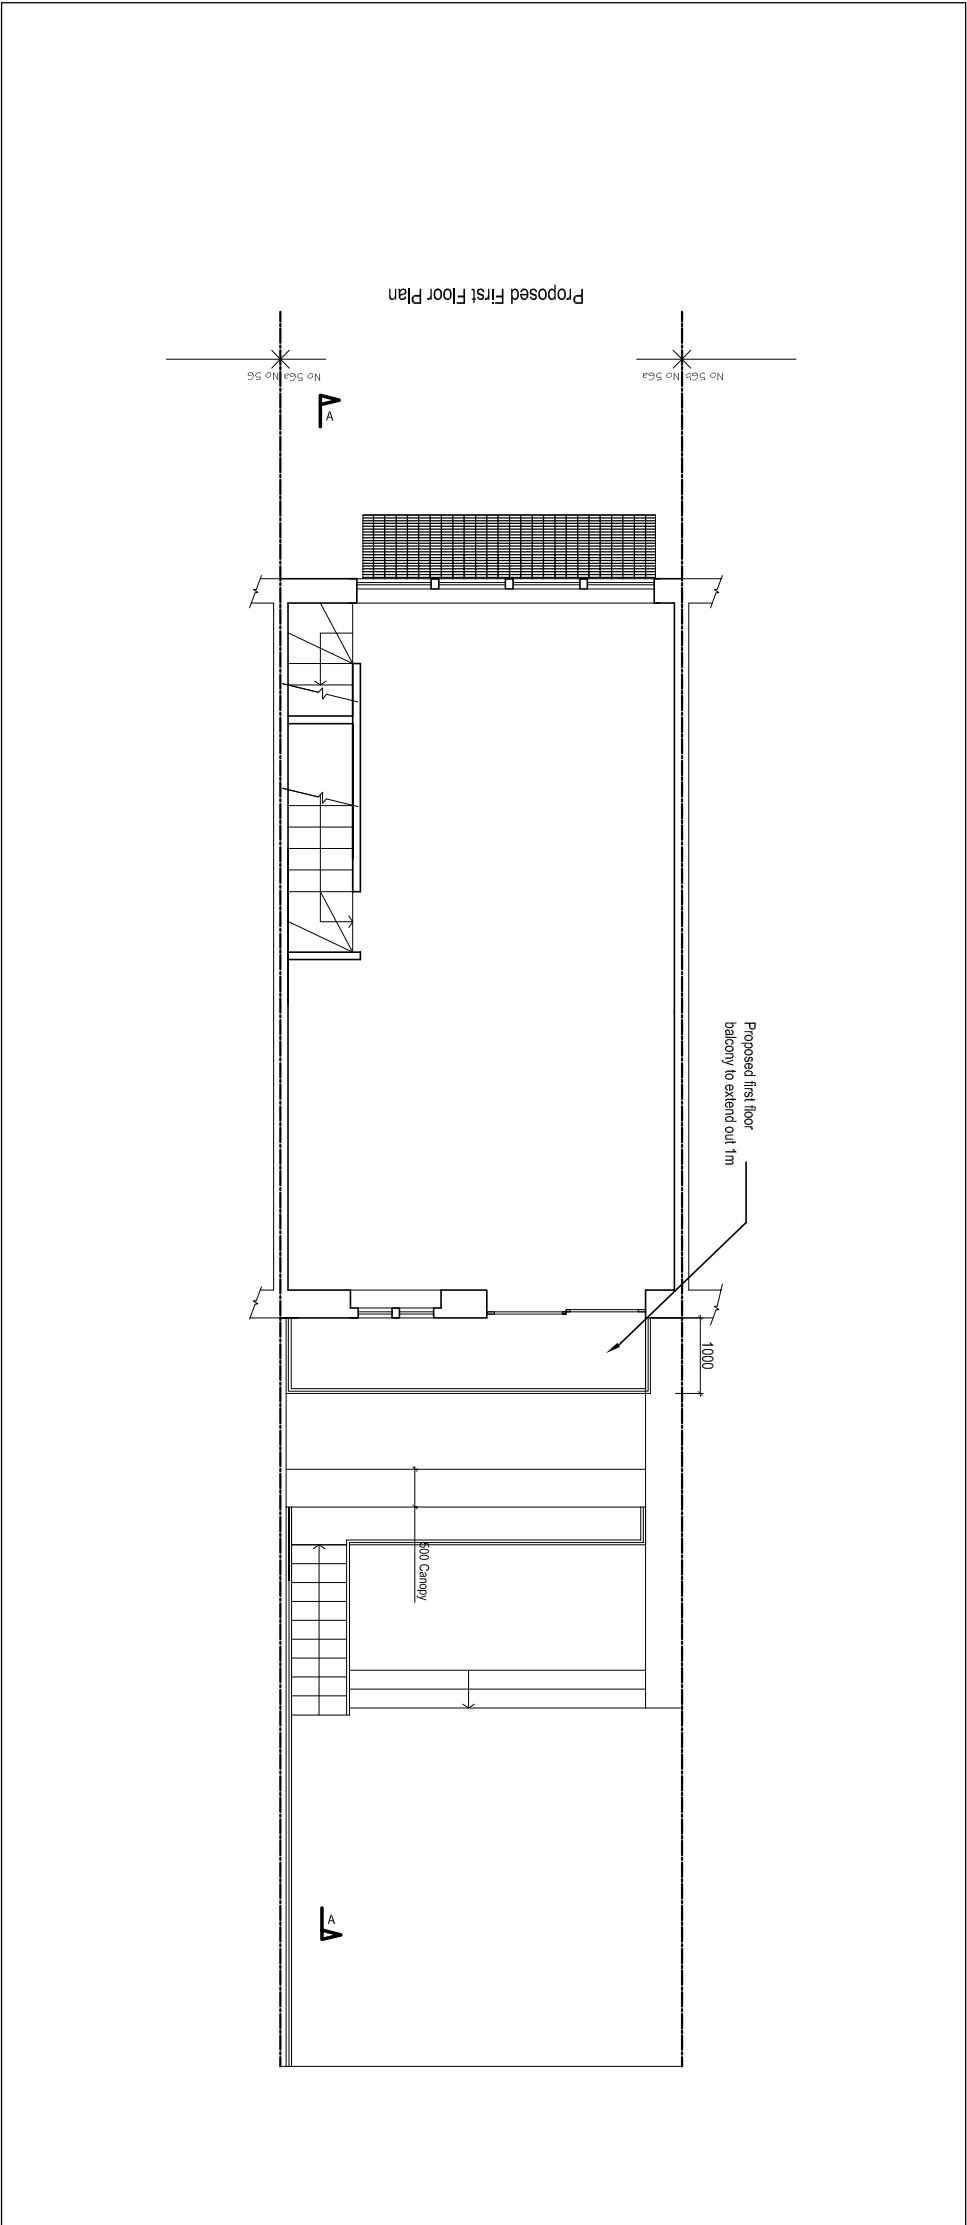 Proposed First Floor Plan
No 56a No 56
No 56b No 56a
A
Proposed first floor
balcony to extend out 1m
1000
500 Canopy
A